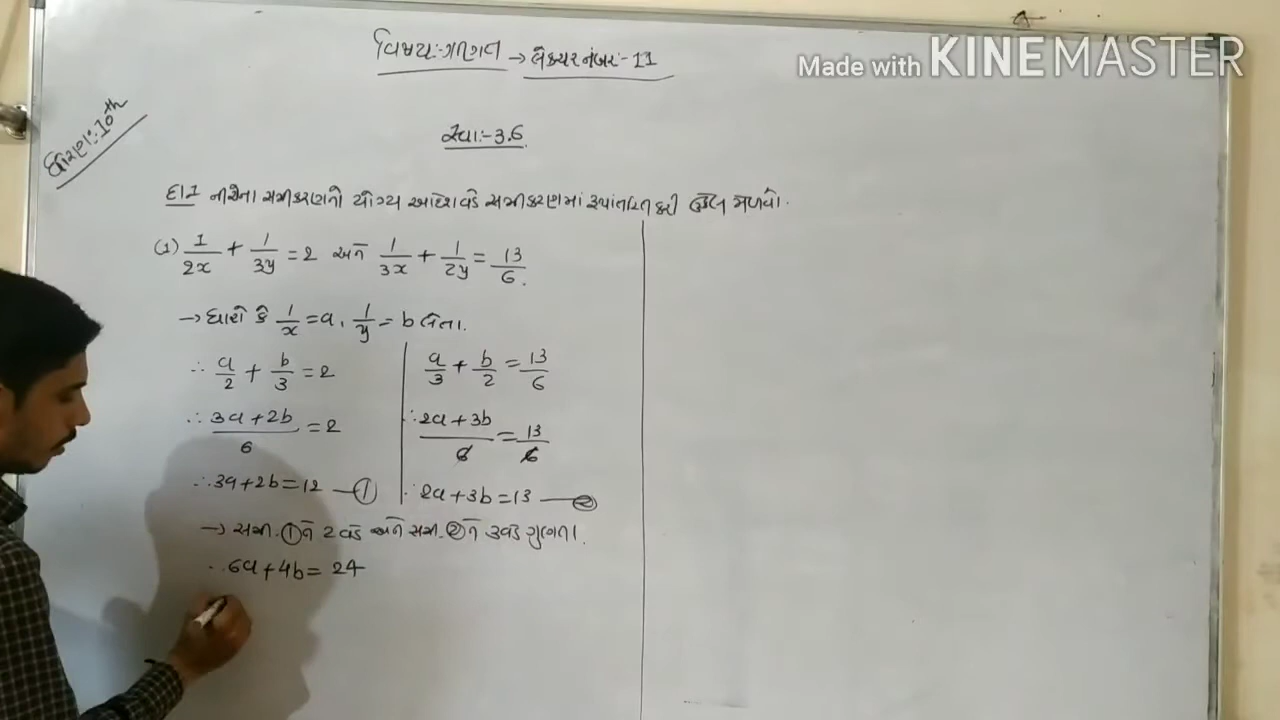 વિષય:-ગણિત → લેક્ચર નંબર:-11
Made with KINEMASTER
ધોરણ:-10th
સ્વા:-3.6
દા1 નીચેના સમીકરણનો યોગ્ય આદેશ વડે સમીકરણમાં રૂપાંતરિત કરી ઉકેલ મેળવો.
(1) 1/2x + 1/3y = 2 અને 1/3x + 1/2y = 13/6.
→ ધારો કે 1/x = a, 1/y = b લેતા.
∴ a/2 + b/3 = 2
∴ 3a+2b/6 = 2
∴ 3a+2b=12 —①
a/3 + b/2 = 13/6
∴ 2a+3b/6 = 13/6
∴ 2a+3b=13 —②
→ સમી. ①ને 2 વડે અને સમી. ②ને 3 વડે ગુણતા.
∴ 6a+4b= 24